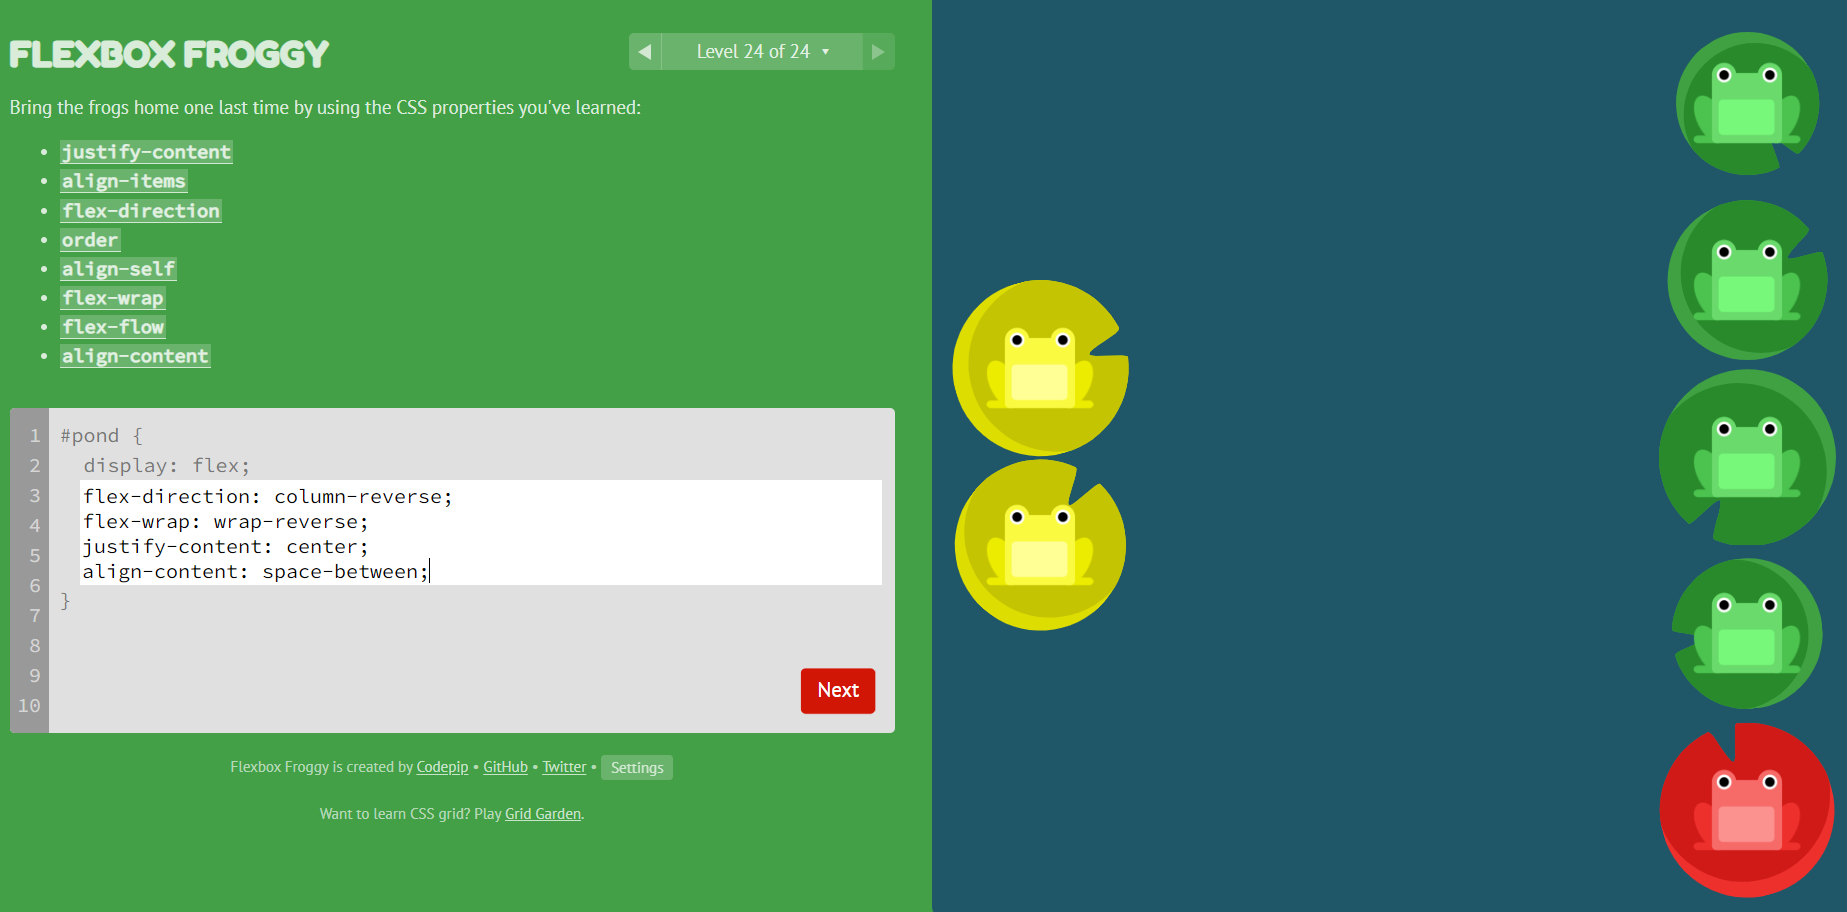 FLEXBOX FROGGY
Level 24 of 24
Bring the frogs home one last time by using the CSS properties you've learned:
• justify-content
• align-items
• flex-direction
• order
• align-self
• flex-wrap
• flex-flow
• align-content
1 #pond {
2 display: flex;
3 flex-direction: column-reverse;
4 flex-wrap: wrap-reverse;
5 justify-content: center;
6 align-content: space-between;
7 }
8
9
10
Next
Flexbox Froggy is created by Codepip • GitHub • Twitter • Settings
Want to learn CSS grid? Play Grid Garden.